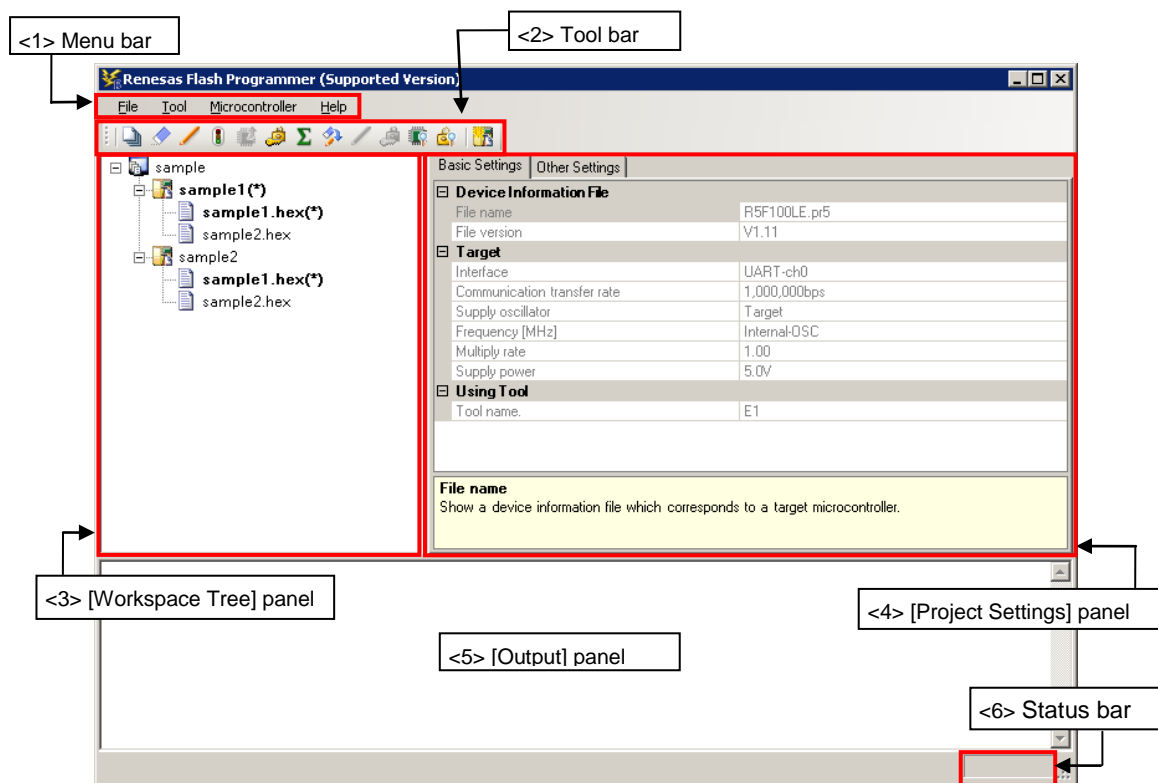 <1> Menu bar
<2> Tool bar
Renesas Flash Programmer (Supported Version)
File Tool Microcontroller Help
sample
sample1(*)
sample1.hex(*)
sample2.hex
sample2
sample1.hex(*)
sample2.hex
Basic Settings Other Settings
Device Information File
File name R5F100LE.pr5
File version V1.11
Target
Interface UART-ch0
Communication transfer rate 1,000,000bps
Supply oscillator Target
Frequency [MHz] Internal-OSC
Multiply rate 1.00
Supply power 5.0V
Using Tool
Tool name. E1
File name
Show a device information file which corresponds to a target microcontroller.
<3> [Workspace Tree] panel
<4> [Project Settings] panel
<5> [Output] panel
<6> Status bar